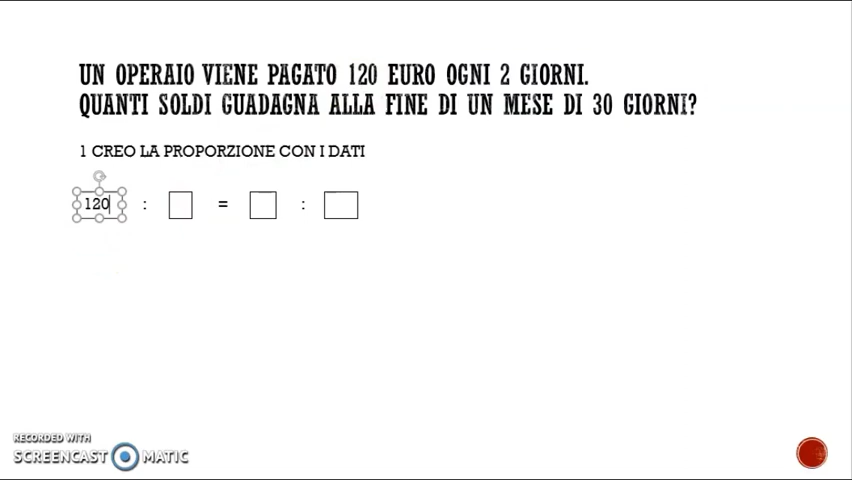 UN OPERAIO VIENE PAGATO 120 EURO OGNI 2 GIORNI.
QUANTI SOLDI GUADAGNA ALLA FINE DI UN MESE DI 30 GIORNI?
1 CREO LA PROPORZIONE CON I DATI
120 : = :
RECORDED WITH
SCREENCAST MATIC